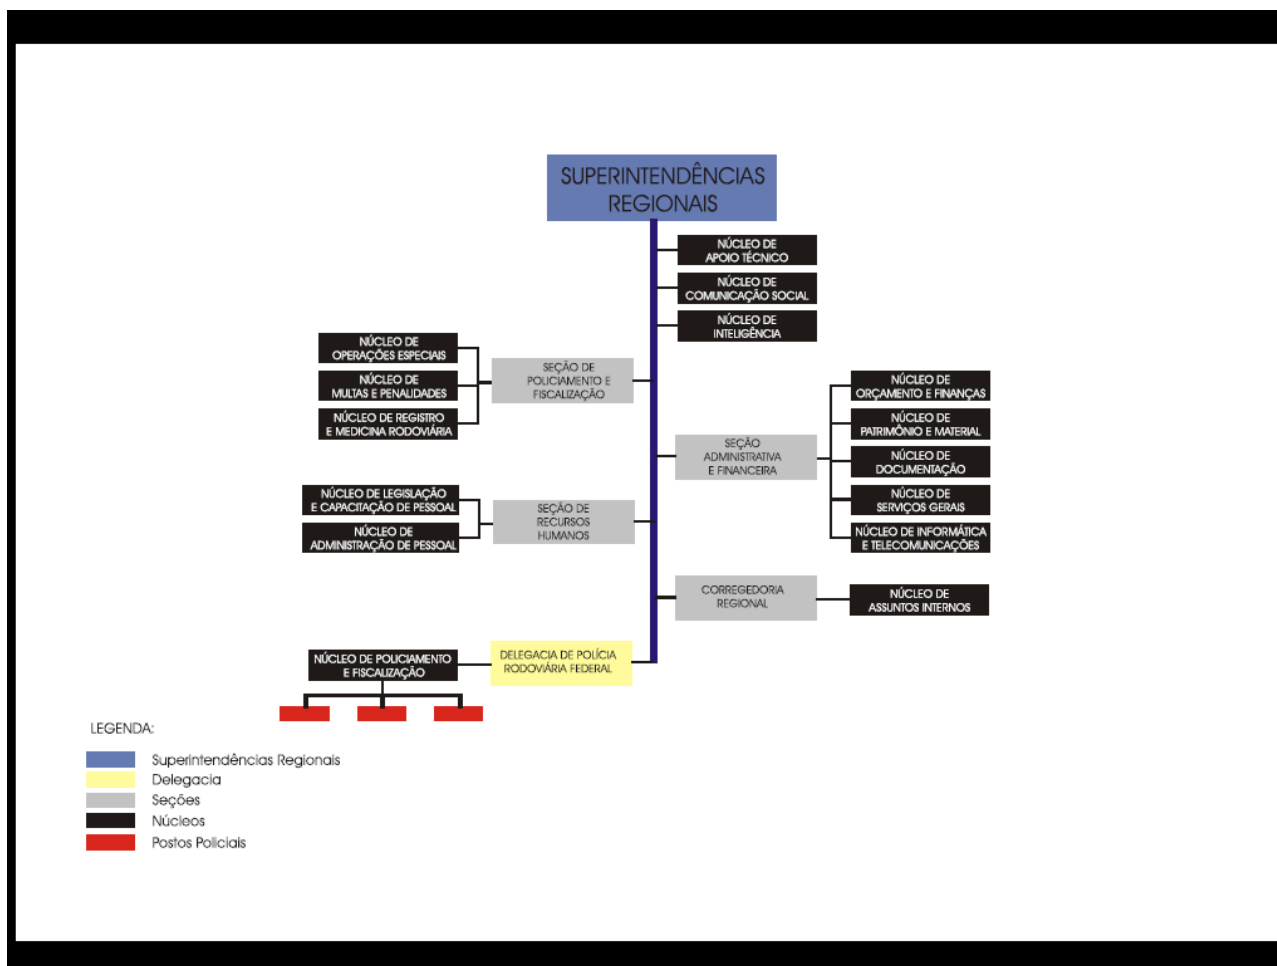 SUPERINTENDÊNCIAS
REGIONAIS
NÚCLEO DE
APOIO TÉCNICO
NÚCLEO DE
COMUNICAÇÃO SOCIAL
NÚCLEO DE
INTELIGÊNCIA
NÚCLEO DE
OPERAÇÕES ESPECIAIS
NÚCLEO DE
MULTAS E PENALIDADES
NÚCLEO DE REGISTRO
E MEDICINA RODOVIÁRIA
SEÇÃO DE
POLICIAMENTO E
FISCALIZAÇÃO
SEÇÃO
ADMINISTRATIVA
E FINANCEIRA
NÚCLEO DE
ORÇAMENTO E FINANÇAS
NÚCLEO DE
PATRIMÔNIO E MATERIAL
NÚCLEO DE
DOCUMENTAÇÃO
NÚCLEO DE
SERVIÇOS GERAIS
NÚCLEO DE INFORMÁTICA
E TELECOMUNICAÇÕES
NÚCLEO DE LEGISLAÇÃO
E CAPACITAÇÃO DE PESSOAL
NÚCLEO DE
ADMINISTRAÇÃO DE PESSOAL
SEÇÃO DE
RECURSOS
HUMANOS
CORREGEDORIA
REGIONAL
NÚCLEO DE
ASSUNTOS INTERNOS
NÚCLEO DE POLICIAMENTO
E FISCALIZAÇÃO
DELEGACIA DE POLÍCIA
RODOVIÁRIA FEDERAL
LEGENDA:
Superintendências Regionais
Delegacia
Seções
Núcleos
Postos Policiais